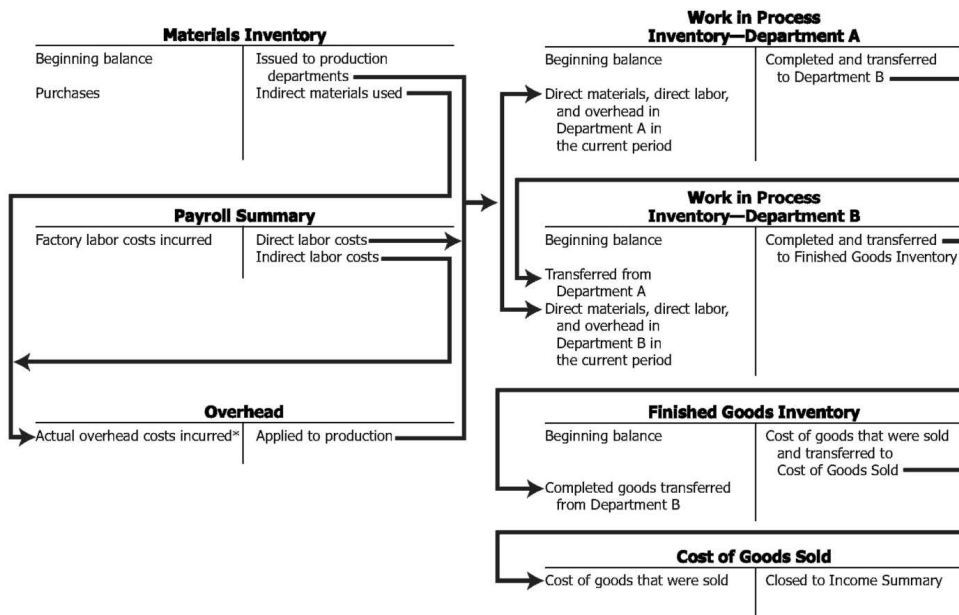 Materials Inventory
Beginning balance
Issued to production
departments
Purchases
Indirect materials used
Payroll Summary
Factory labor costs incurred
Direct labor costs
Indirect labor costs
Overhead
Actual overhead costs incurred*
Applied to production
Work in Process
Inventory—Department A
Beginning balance
Completed and transferred
to Department B
Direct materials, direct labor,
and overhead in
Department A in
the current period
Work in Process
Inventory—Department B
Beginning balance
Completed and transferred
to Finished Goods Inventory
Transferred from
Department A
Direct materials, direct labor,
and overhead in
Department B in
the current period
Finished Goods Inventory
Beginning balance
Cost of goods that were sold
and transferred to
Cost of Goods Sold
Completed goods transferred
from Department B
Cost of Goods Sold
Cost of goods that were sold
Closed to Income Summary